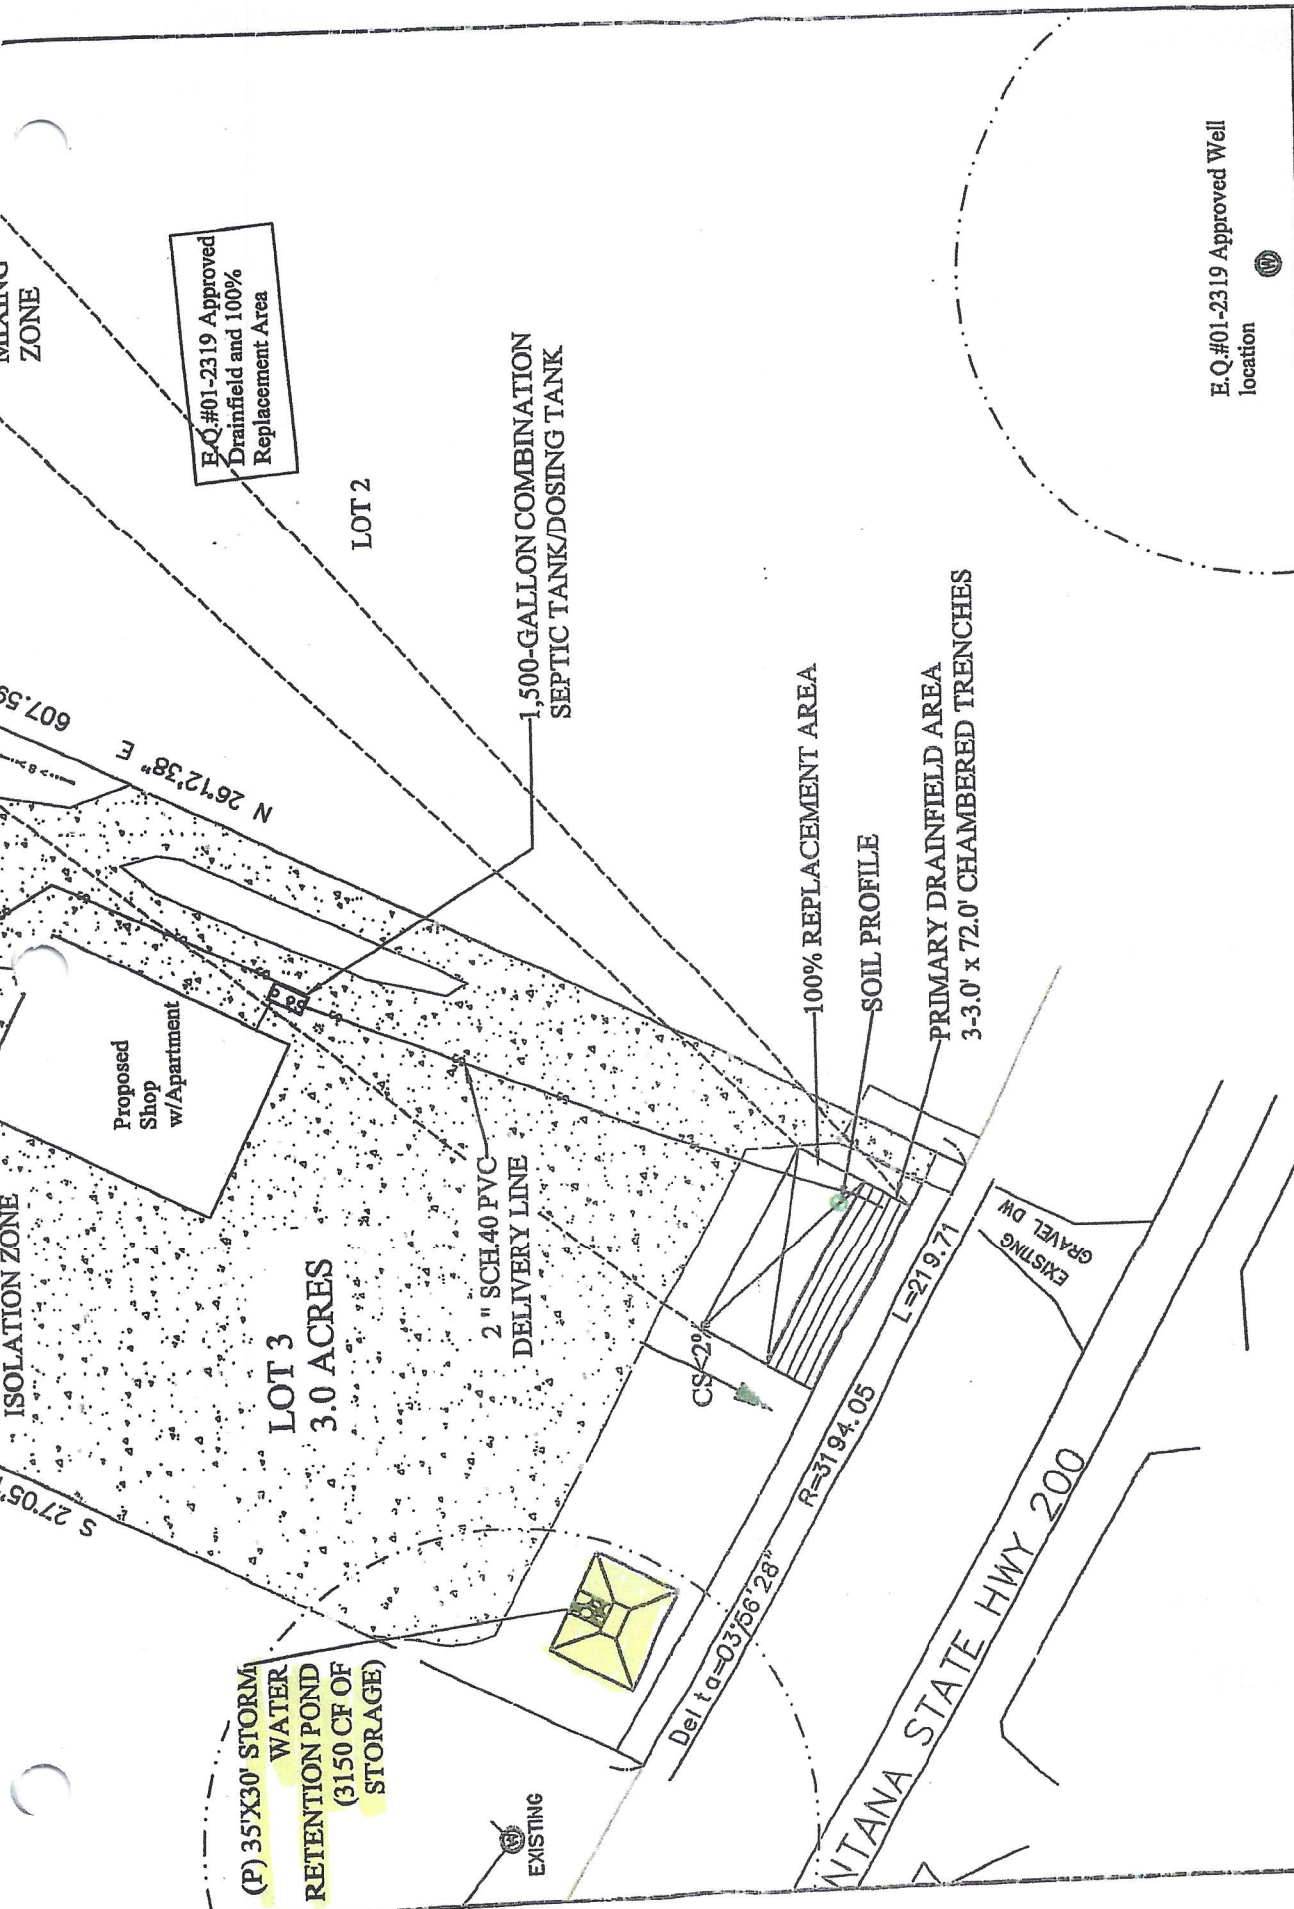 MIXING
ZONE
E.Q.#01-2319 Approved
Drainfield and 100%
Replacement Area
LOT 2
607.59
N 26°12'38" E
1,500-GALLON COMBINATION
SEPTIC TANK/DOSING TANK
E.Q.#01-2319 Approved Well
location
W
ISOLATION ZONE
Proposed
Shop
w/Apartment
LOT 3
3.0 ACRES
2 " SCH.40 PVC
DELIVERY LINE
100% REPLACEMENT AREA
SOIL PROFILE
PRIMARY DRAINFIELD AREA
3-3.0' x 72.0' CHAMBERED TRENCHES
S 27°05'
CS<2°
(P) 35'X30' STORM
WATER
RETENTION POND
(3150 CF OF
STORAGE)
W
EXISTING
Delta=03°56'28"
R=3194.05
L=219.71
EXISTING
GRAVEL DW
NTANA STATE HWY 200